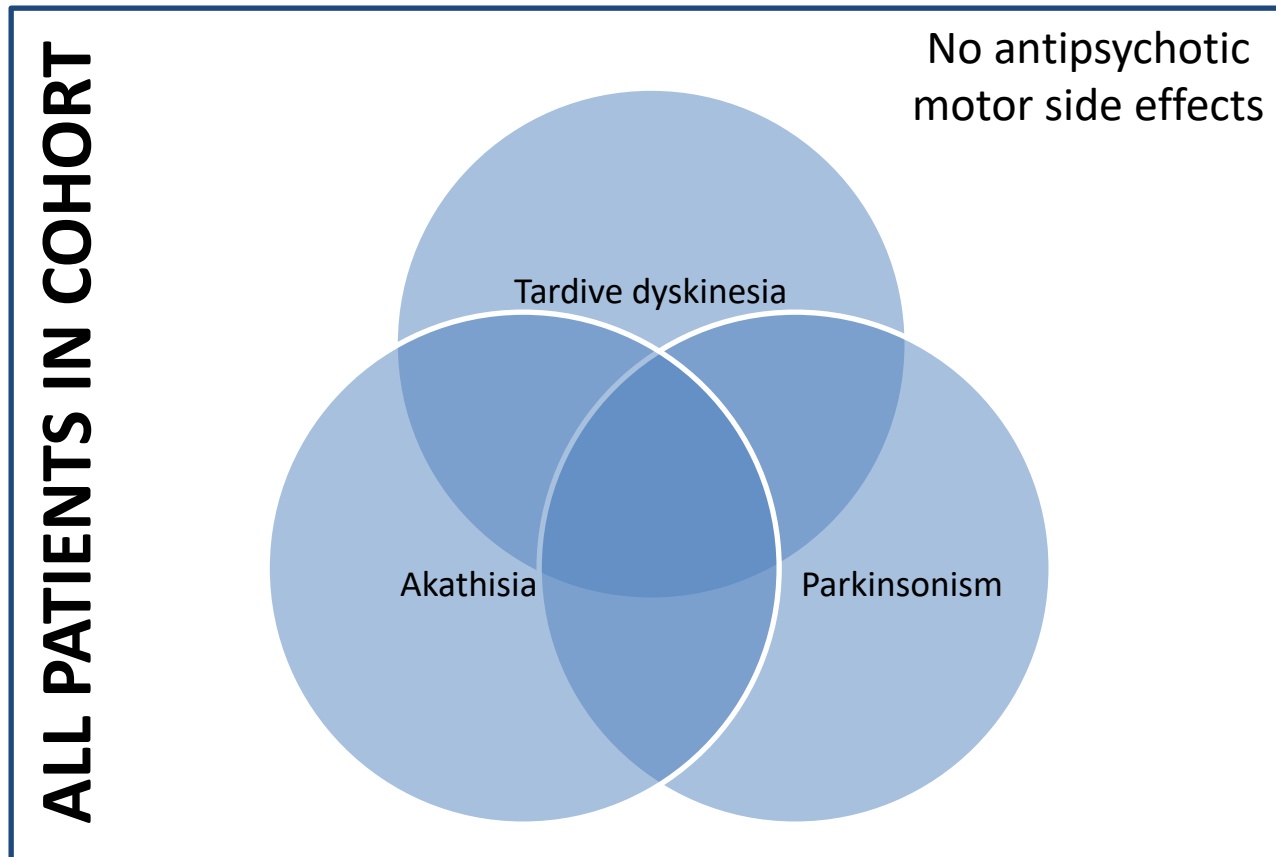 ALL PATIENTS IN COHORT
No antipsychotic
motor side effects
Tardive dyskinesia
Akathisia
Parkinsonism